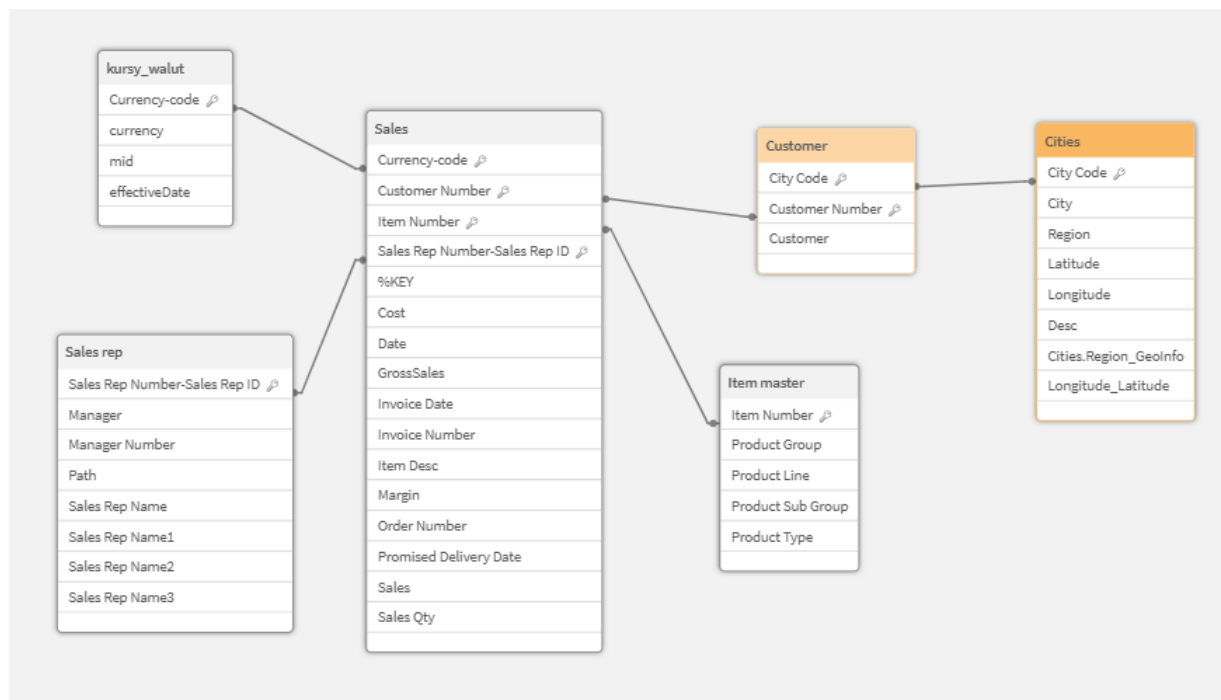 kursy_walut
Currency-code
currency
mid
effectiveDate
Sales
Currency-code
Customer Number
Item Number
Sales Rep Number-Sales Rep ID
%KEY
Cost
Date
GrossSales
Invoice Date
Invoice Number
Item Desc
Margin
Order Number
Promised Delivery Date
Sales
Sales Qty
Customer
City Code
Customer Number
Customer
Cities
City Code
City
Region
Latitude
Longitude
Desc
Cities.Region_GeoInfo
Longitude_Latitude
Sales rep
Sales Rep Number-Sales Rep ID
Manager
Manager Number
Path
Sales Rep Name
Sales Rep Name1
Sales Rep Name2
Sales Rep Name3
Item master
Item Number
Product Group
Product Line
Product Sub Group
Product Type